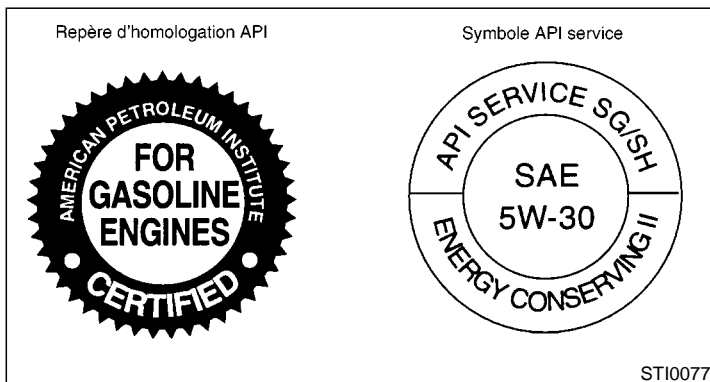 Repère d'homologation API
Symbole API service
AMERICAN PETROLEUM INSTITUTE
FOR
GASOLINE
ENGINES
CERTIFIED
API SERVICE SG/SH
SAE
5W-30
ENERGY CONSERVING II
STI0077